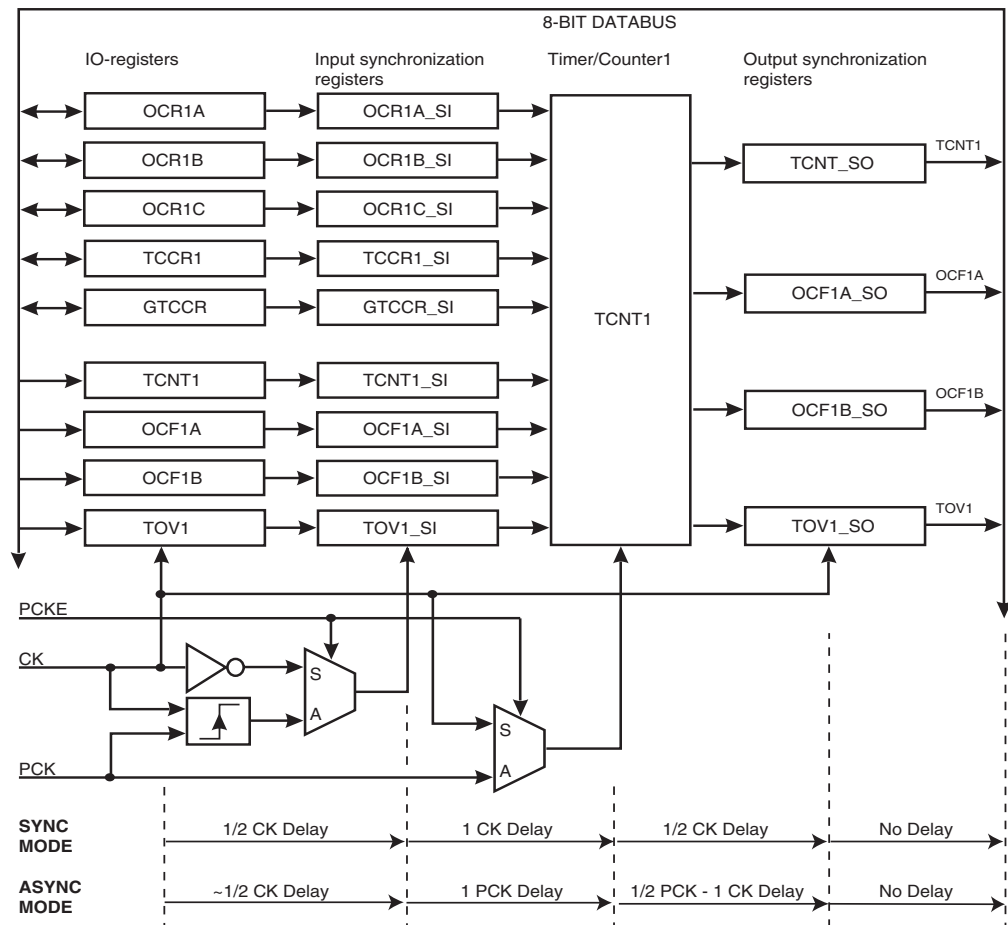 8-BIT DATABUS
IO-registers
Input synchronization
registers
Timer/Counter1
Output synchronization
registers
OCR1A
OCR1A_SI
OCR1B
OCR1B_SI
OCR1C
OCR1C_SI
TCCR1
TCCR1_SI
GTCCR
GTCCR_SI
TCNT1
TCNT1_SI
OCF1A
OCF1A_SI
OCF1B
OCF1B_SI
TOV1
TOV1_SI
TCNT1
TCNT_SO
TCNT1
OCF1A_SO
OCF1A
OCF1B_SO
OCF1B
TOV1_SO
TOV1
PCKE
CK
S
A
S
A
PCK
SYNC
MODE
1/2 CK Delay
1 CK Delay
1/2 CK Delay
No Delay
ASYNC
MODE
~1/2 CK Delay
1 PCK Delay
1/2 PCK - 1 CK Delay
No Delay